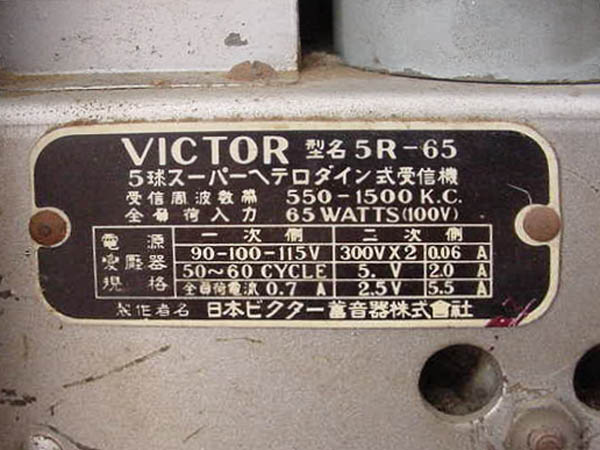 VICTOR 型名 5R-65
5球スーパーヘテロダイン式受信機
受信周波数帶 550-1500 K.C.
全負荷入力 65 WATTS(100V)
電源變壓器規格
一次側 二次側
90-100-115V 300V×2 0.06 A
50~60 CYCLE 5. V 2.0 A
全負荷電流 0.7 A 2.5V 5.5 A
製作者名 日本ビクター蓄音器株式會社